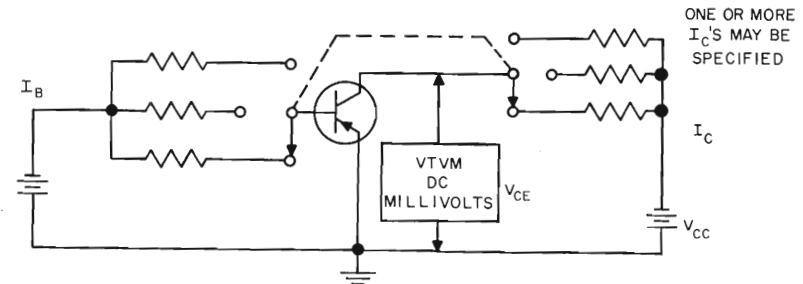 ONE OR MORE
I_C'S MAY BE
SPECIFIED
I_B
I_C
VTVM
DC
MILLIVOLTS
V_CE
V_CC